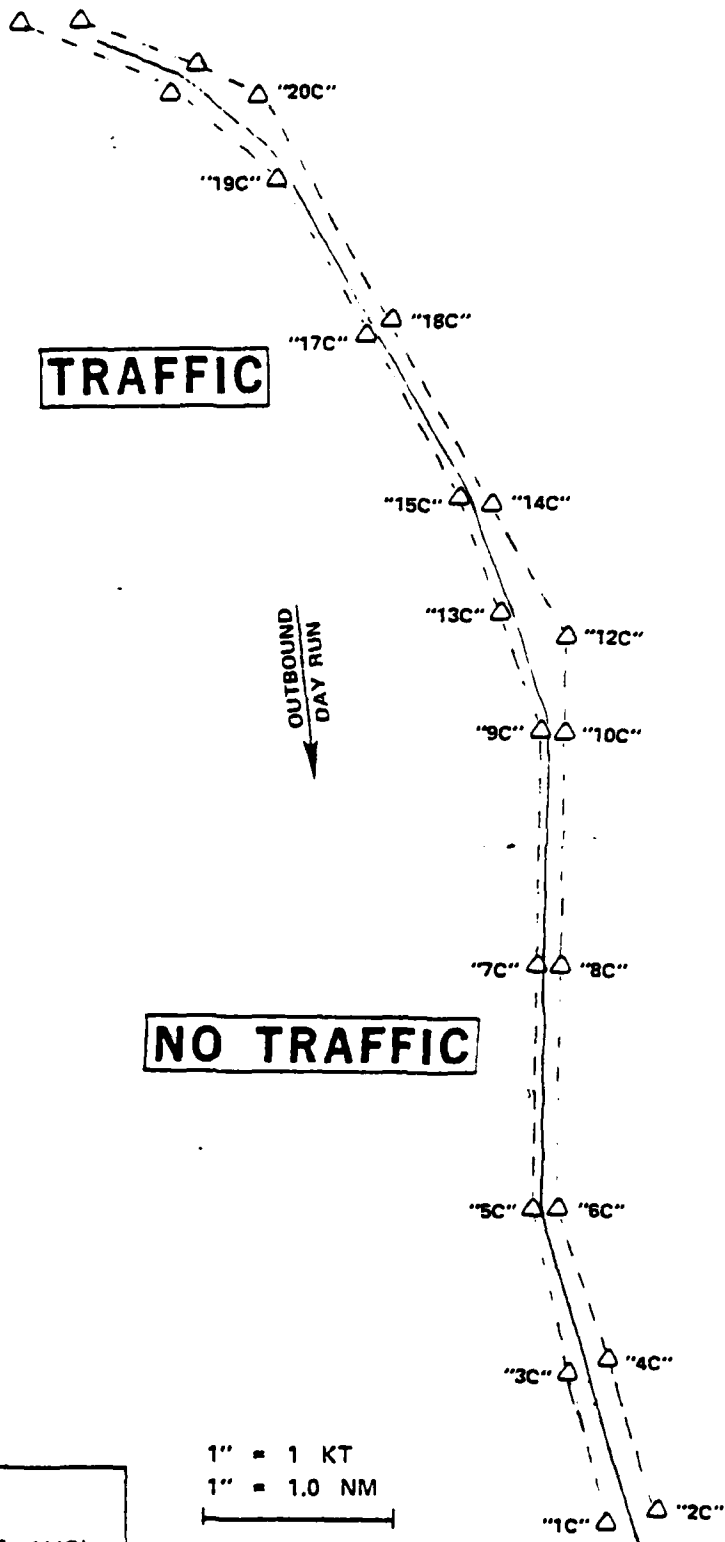 "20C"
"19C"
"18C"
"17C"
TRAFFIC
"15C" "14C"
"13C"
"12C"
OUTBOUND
DAY RUN
"9C" "10C"
"7C" "8C"
NO TRAFFIC
"5C" "6C"
"4C"
"3C"
1" = 1 KT
1" = 1.0 NM
"2C"
"1C"